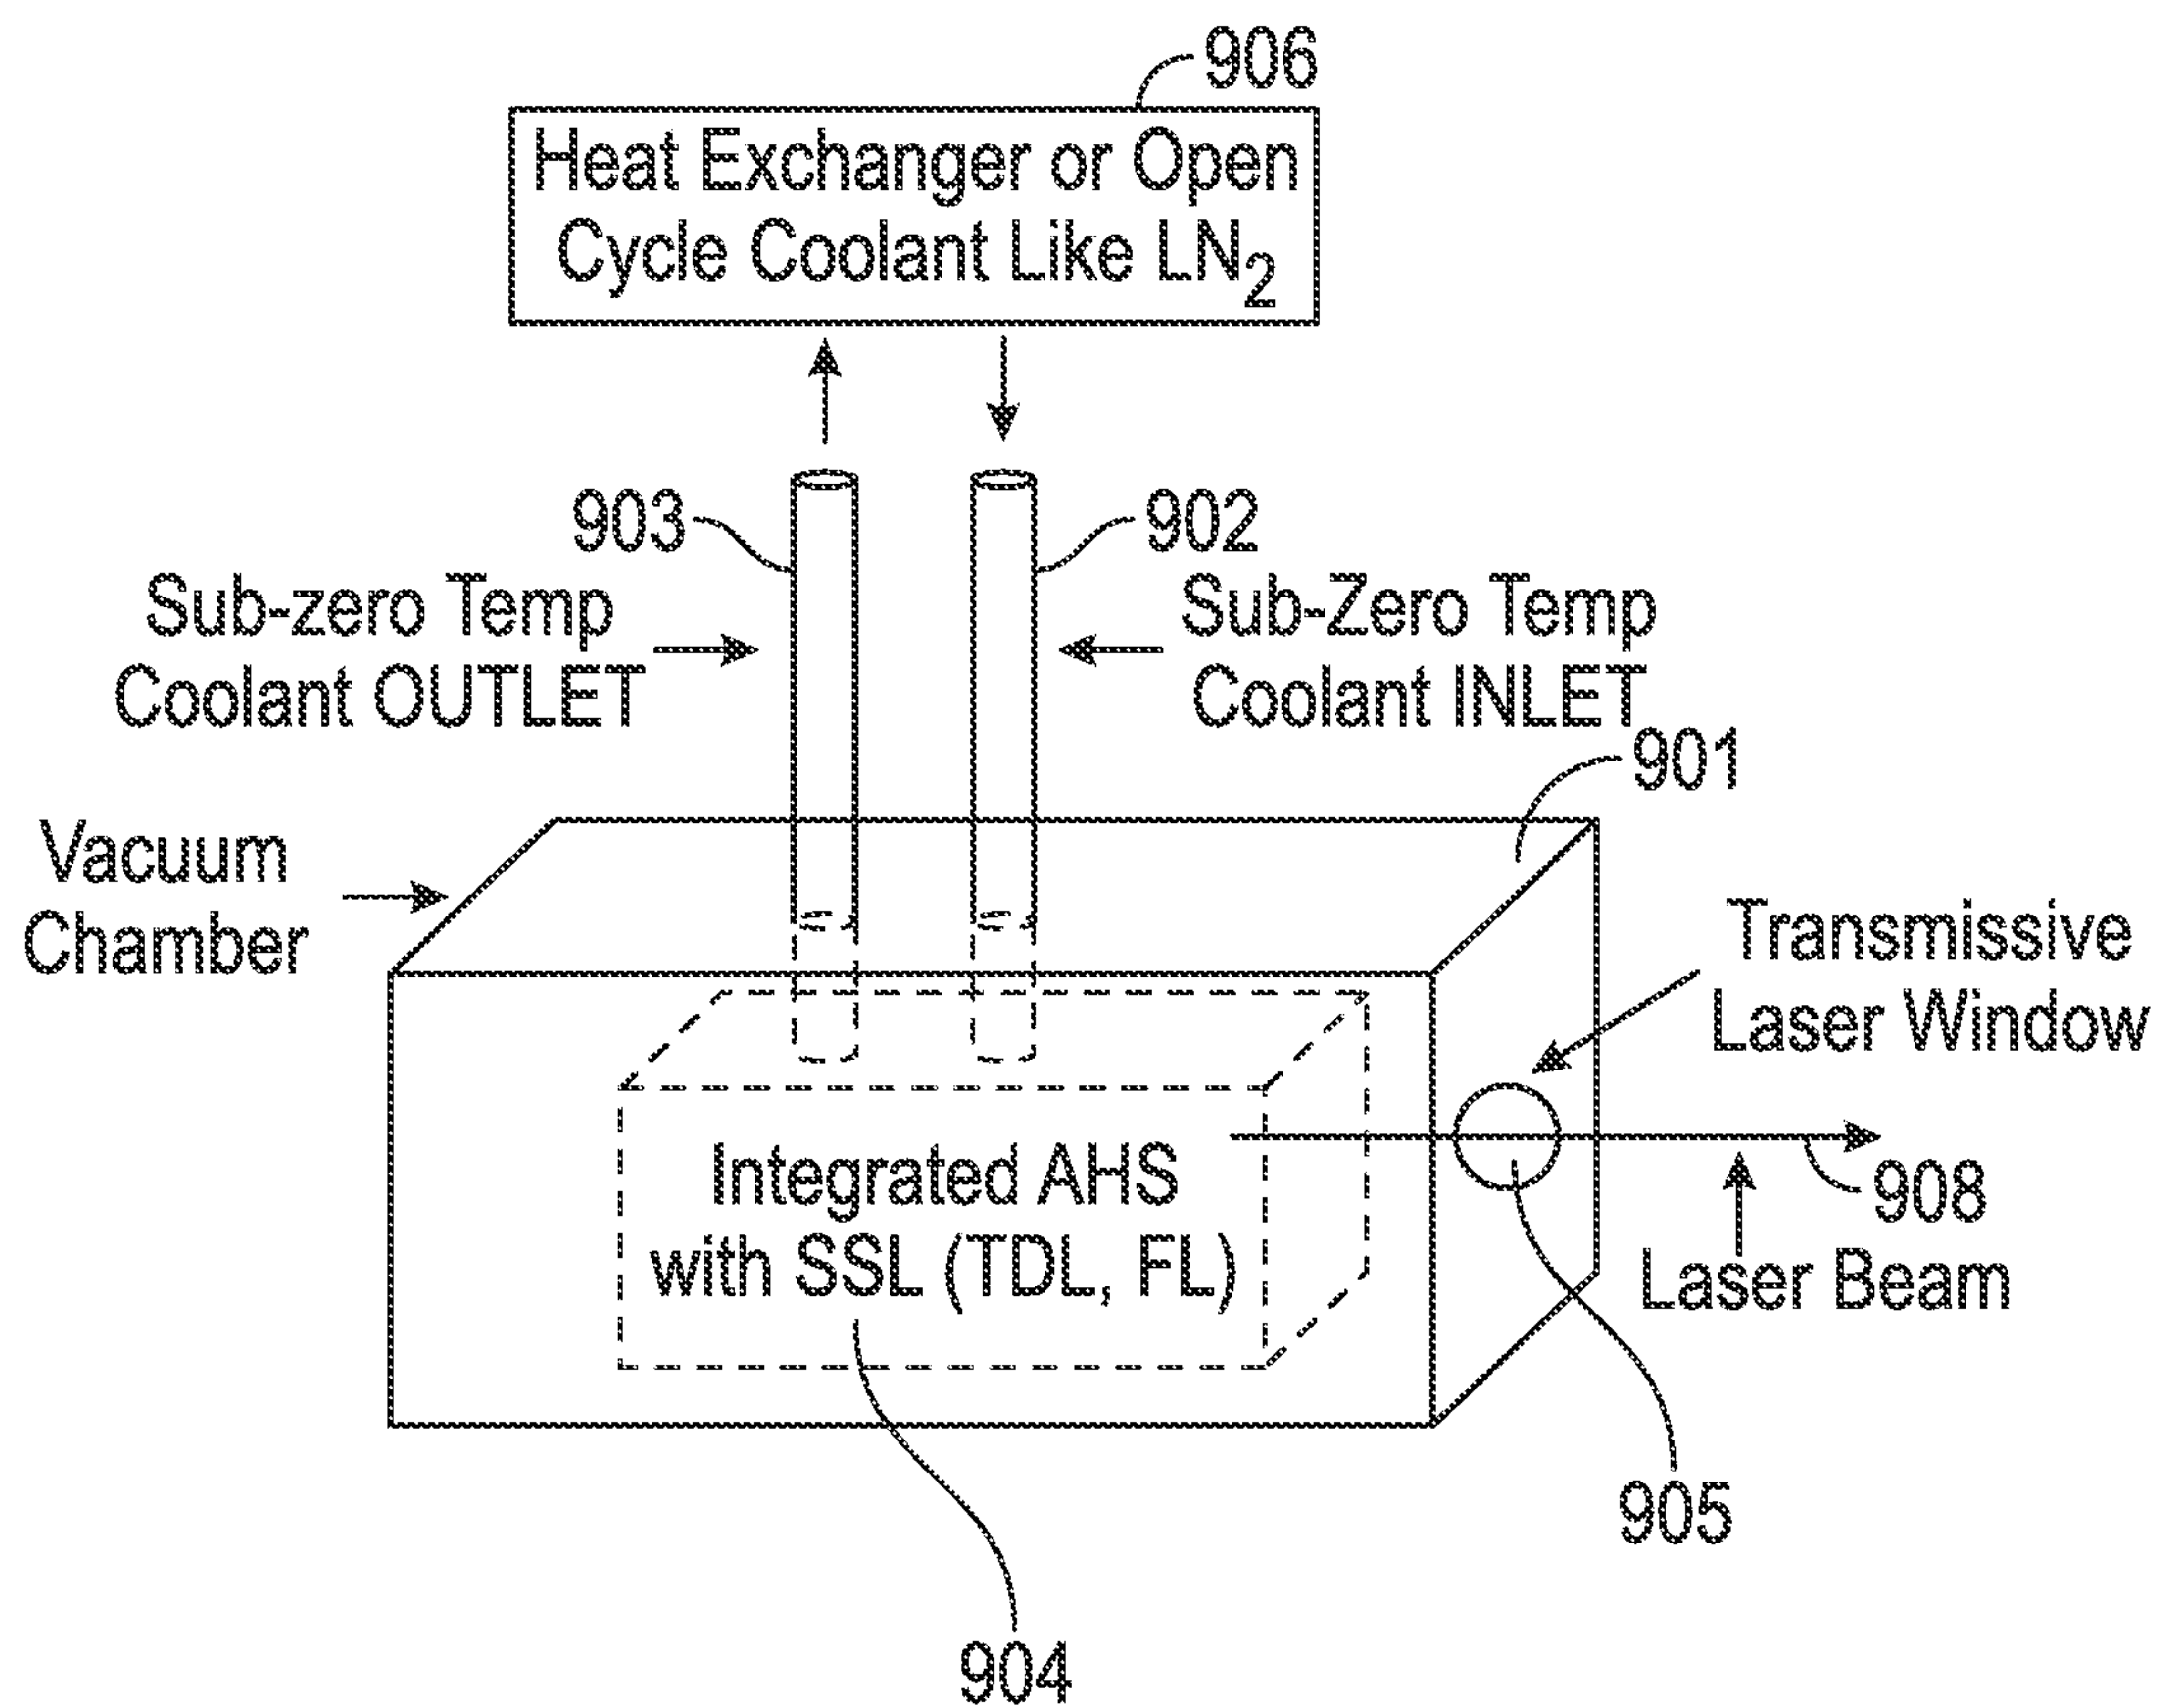 906
Heat Exchanger or Open
Cycle Coolant Like LN2
903
902
Sub-zero Temp
Coolant OUTLET
Sub-Zero Temp
Coolant INLET
901
Vacuum
Chamber
Transmissive
Laser Window
Integrated AHS
with SSL (TDL, FL)
908
Laser Beam
905
904